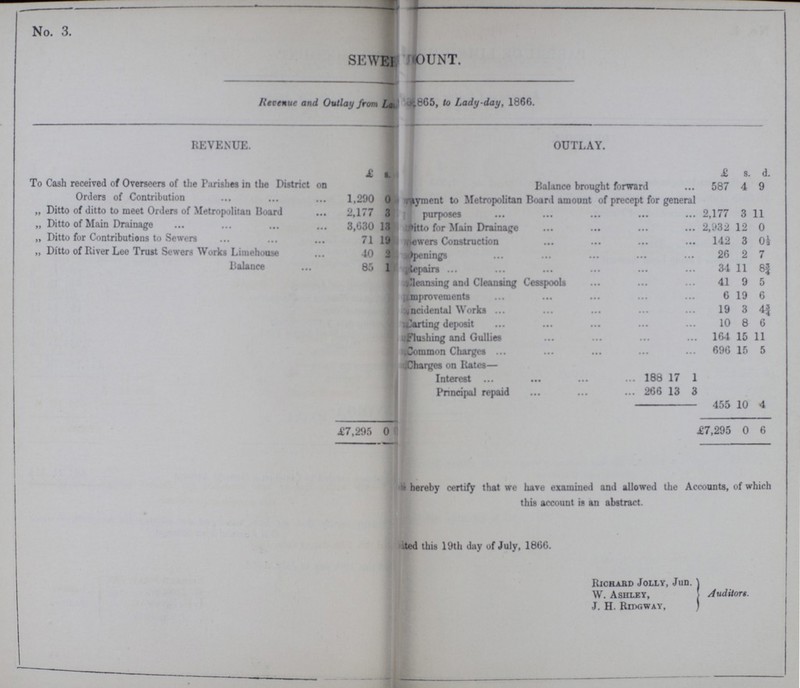 No. 3.
SEWER OUNT.
Revenue and Outlay from 1865, to Lady-day, 1866.
REVENUE.
£ s.
To Cash received of Overseers of the Parishes in the District on
Orders of Contribution ... ... ... 1,290 0
„ Ditto of ditto to meet Orders of Metropolitan Board ... 2,177 3
„ Ditto of Main Drainage ... ... ... ... 3,630 13
„ Ditto for Contributions to Sewers ... ... ... 71 19
„ Ditto of River Lee Trust Sewers Works Limehouse ... 40 2
Balance ... 85 1
£7,295 0
OUTLAY.
£ s. d.
Balance brought forward ... 587 4 9
ayment to Metropolitan Board amount of precept for general
purposes ... ... ... ... ... 2,177 3 11
Ditto for Main Drainage ... ... ... ... 2,932 12 0
ewers Construction ... ... ... ... 142 3 0½
penings ... ... ... ... ... 26 2 7
Repairs ... ... ... ... ... ... 34 11 8¾
Cleansing and Cleansing Cesspools ... ... ... 41 9 5
mprovements ... ... ... ... ... 6 19 6
ncidental Works ... ... ... ... ... 19 3 4¾
Carting deposit ... ... ... ... ... 10 8 6
Flushing and Gullies ... ... ... ... 164 15 11
Common Charges ... ... ... ... ... 696 15 5
Charges on Rates—
Interest ... ... ... ... 188 17 1
Principal repaid ... ... ... 266 13 3
455 10 4
£7,295 0 6
hereby certify that we have examined and allowed the Accounts, of which
this account is an abstract.
ted this 19th day of July, 1866.
RICHARD JOLLY, Jun.
W. ASHLEY,
J. H. RIDGWAY,
Auditors.